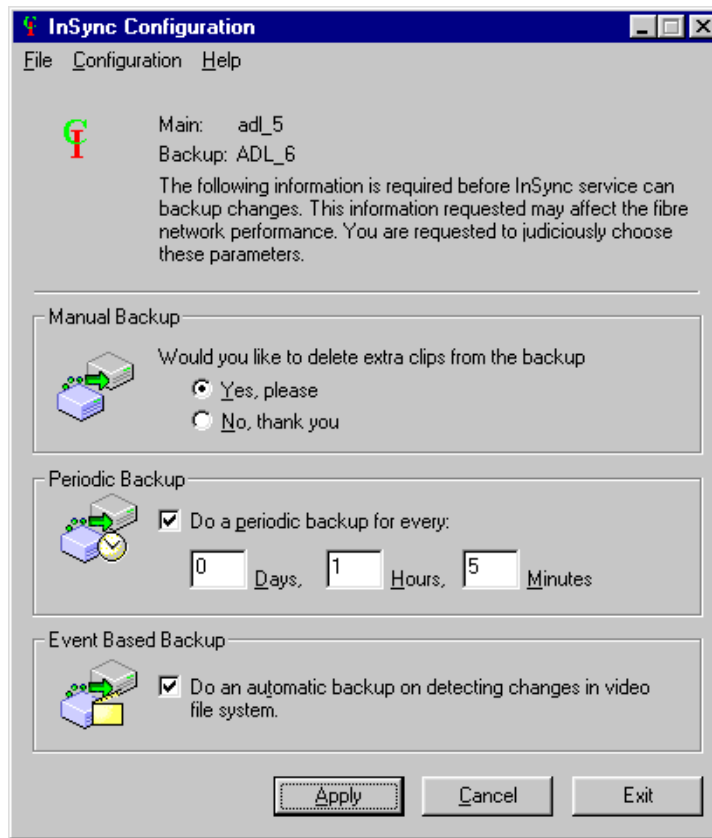 InSync Configuration
File Configuration Help
Main: adl_5
Backup: ADL_6
The following information is required before InSync service can
backup changes. This information requested may affect the fibre
network performance. You are requested to judiciously choose
these parameters.
Manual Backup
Would you like to delete extra clips from the backup
Yes, please
No, thank you
Periodic Backup
Do a periodic backup for every:
0 Days, 1 Hours, 5 Minutes
Event Based Backup
Do an automatic backup on detecting changes in video
file system.
Apply Cancel Exit